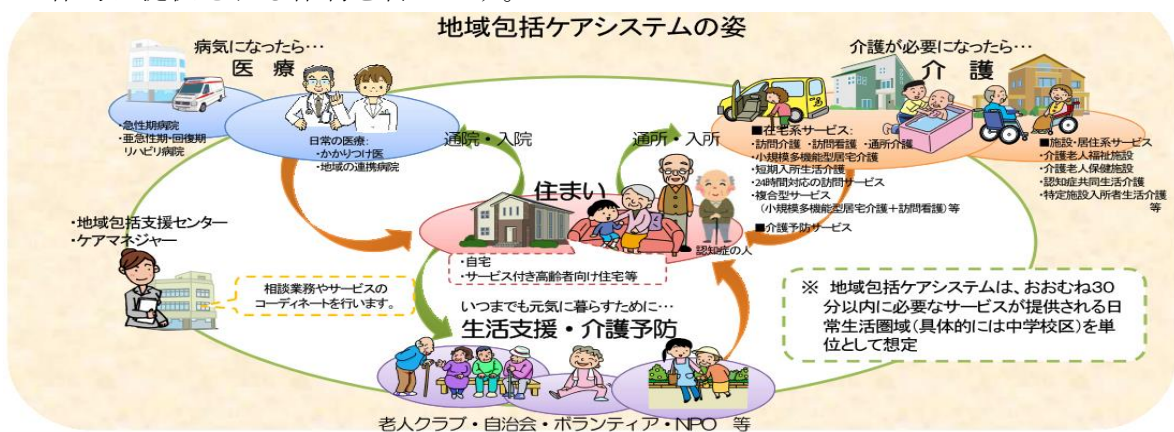 地域包括ケアシステムの姿
病気になったら…
医 療
・急性期病院
・亜急性期・回復期
リハビリ病院
日常の医療:
・かかりつけ医
・地域の連携病院
通院・入院
通所・入所
介護が必要になったら…
介 護
■在宅系サービス:
・訪問介護 ・訪問看護 ・通所介護
・小規模多機能型居宅介護
・短期入所生活介護
・24時間対応の訪問サービス
・複合型サービス
(小規模多機能型居宅介護+訪問看護)等
■介護予防サービス
■施設・居住系サービス
・介護老人福祉施設
・介護老人保健施設
・認知症共同生活介護
・特定施設入所者生活介護
等
住まい
認知症の人
・自宅
・サービス付き高齢者向け住宅等
・地域包括支援センター
・ケアマネジャー
相談業務やサービスの
コーディネートを行います。
いつまでも元気に暮らすために…
生活支援・介護予防
老人クラブ・自治会・ボランティア・NPO 等
※ 地域包括ケアシステムは、おおむね30
分以内に必要なサービスが提供される日
常生活圏域(具体的には中学校区)を単
位として想定